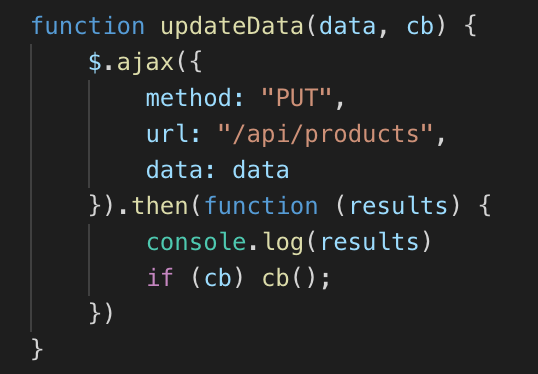 function updateData(data, cb) {
    $.ajax({
        method: "PUT",
        url: "/api/products",
        data: data
    }).then(function (results) {
        console.log(results)
        if (cb) cb();
    })
}